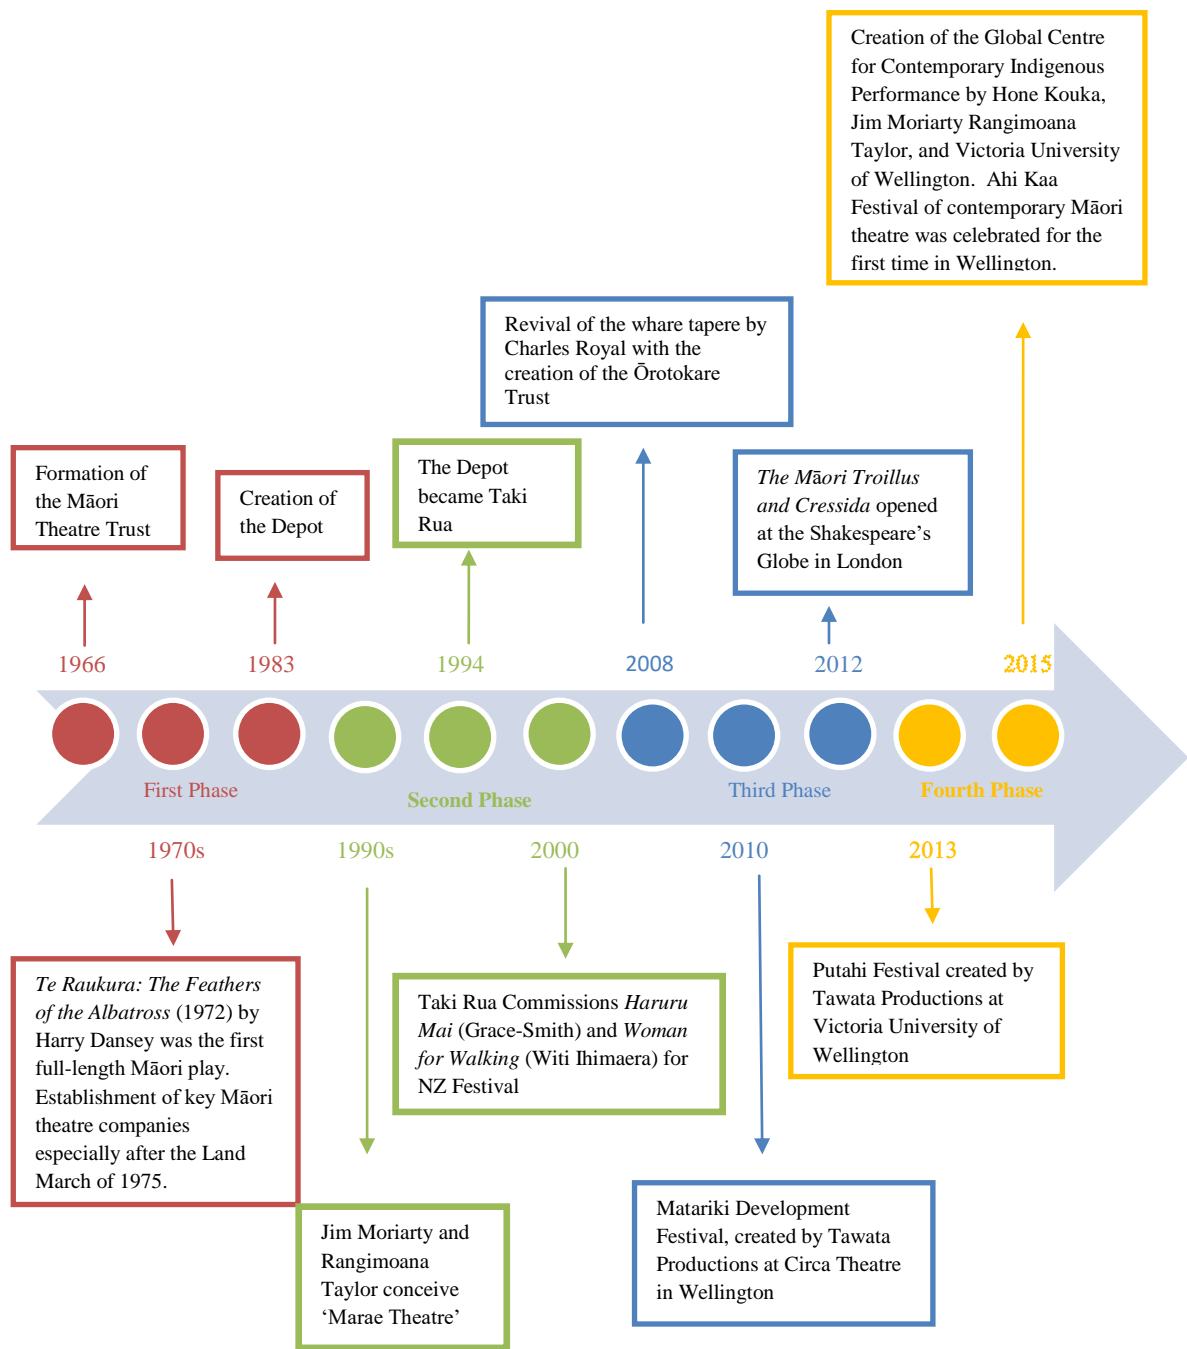 Creation of the Global Centre
for Contemporary Indigenous
Performance by Hone Kouka,
Jim Moriarty Rangimoana
Taylor, and Victoria University
of Wellington.  Ahi Kaa
Festival of contemporary Māori
theatre was celebrated for the
first time in Wellington.
Revival of the whare tapere by
Charles Royal with the
creation of the Ōrotokare
Trust
Formation of
the Māori
Theatre Trust
Creation of
the Depot
The Depot
became Taki
Rua
The Māori Troillus
and Cressida opened
at the Shakespeare’s
Globe in London
1966
1983
1994
2008
2012
2015
First Phase
Second Phase
Third Phase
Fourth Phase
1970s
1990s
2000
2010
2013
Te Raukura: The Feathers
of the Albatross (1972) by
Harry Dansey was the first
full-length Māori play.
Establishment of key Māori
theatre companies
especially after the Land
March of 1975.
Taki Rua Commissions Haruru
Mai (Grace-Smith) and Woman
for Walking (Witi Ihimaera) for
NZ Festival
Putahi Festival created by
Tawata Productions at
Victoria University of
Wellington
Jim Moriarty and
Rangimoana
Taylor conceive
‘Marae Theatre’
Matariki Development
Festival, created by Tawata
Productions at Circa Theatre
in Wellington